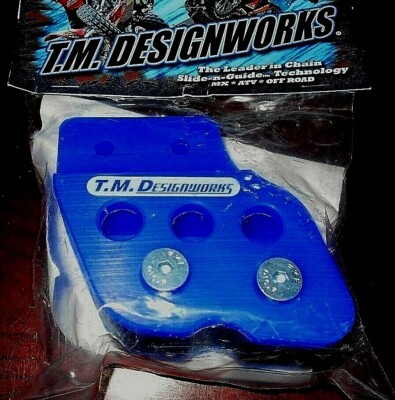 T.M. DESIGNWORKS
The Leader in Chain
Slide-n-Guide... Technology
MX ★ ATV ★ OFF ROAD
T.M. DESIGNWORKS